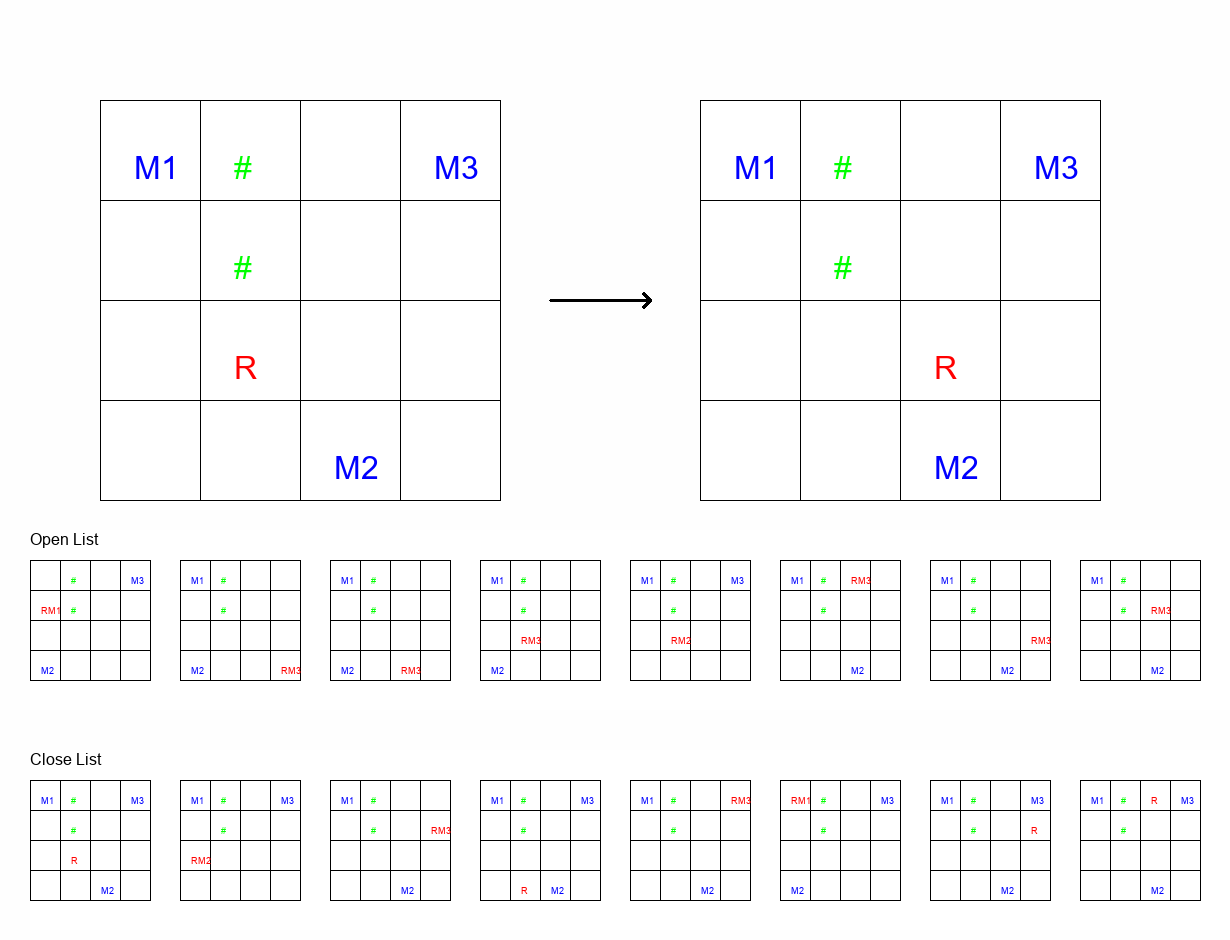 M1 # M3 M1 # M3
# #
R R
M2 M2
Open List
# M3 M1 # M1 # M1 # M1 # M3 M1 # RM3 M1 # M1 #
RM1 # # # # # # # # RM3
RM3 RM2 RM3
M2 M2 RM3 M2 RM3 M2 M2 M2 M2
Close List
M1 # M3 M1 # M3 M1 # M1 # M3 M1 # RM3 RM1 # M3 M1 # M3 M1 # R M3
# # # RM3 # # # # R #
R RM2
M2 M2 R M2 M2 M2 M2 M2